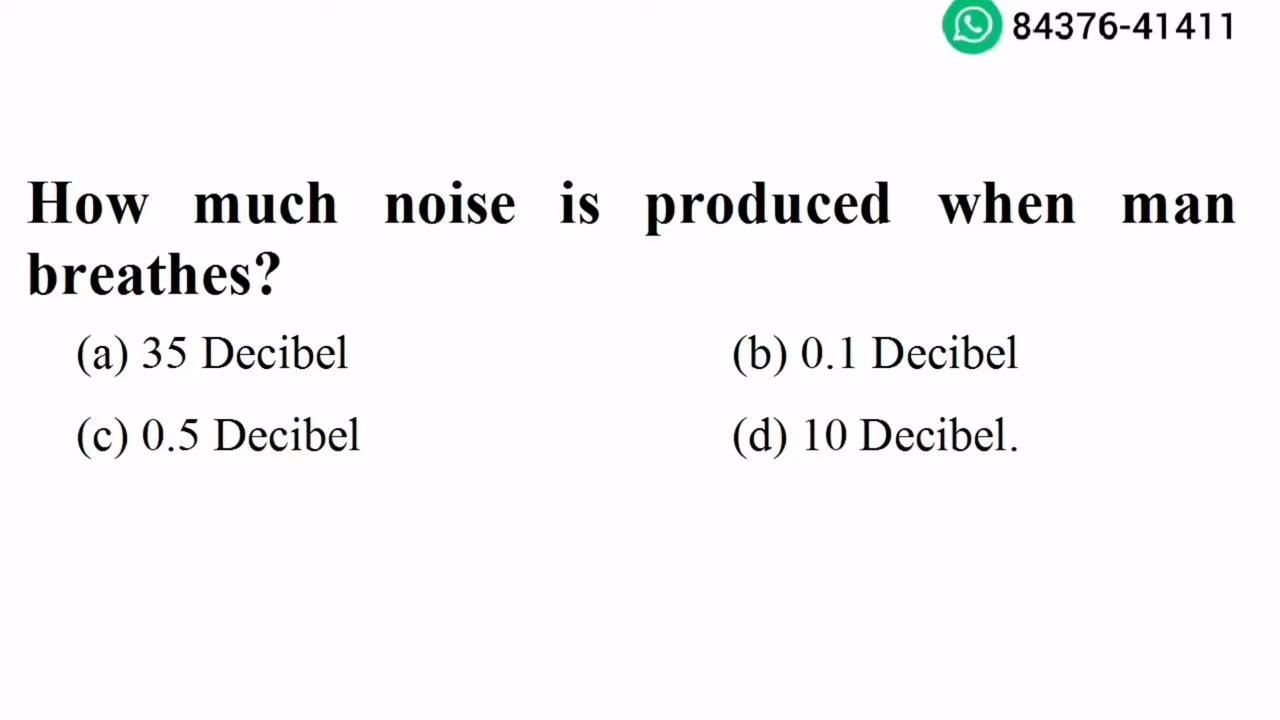 84376-41411
How much noise is produced when man
breathes?
(a) 35 Decibel (b) 0.1 Decibel
(c) 0.5 Decibel (d) 10 Decibel.